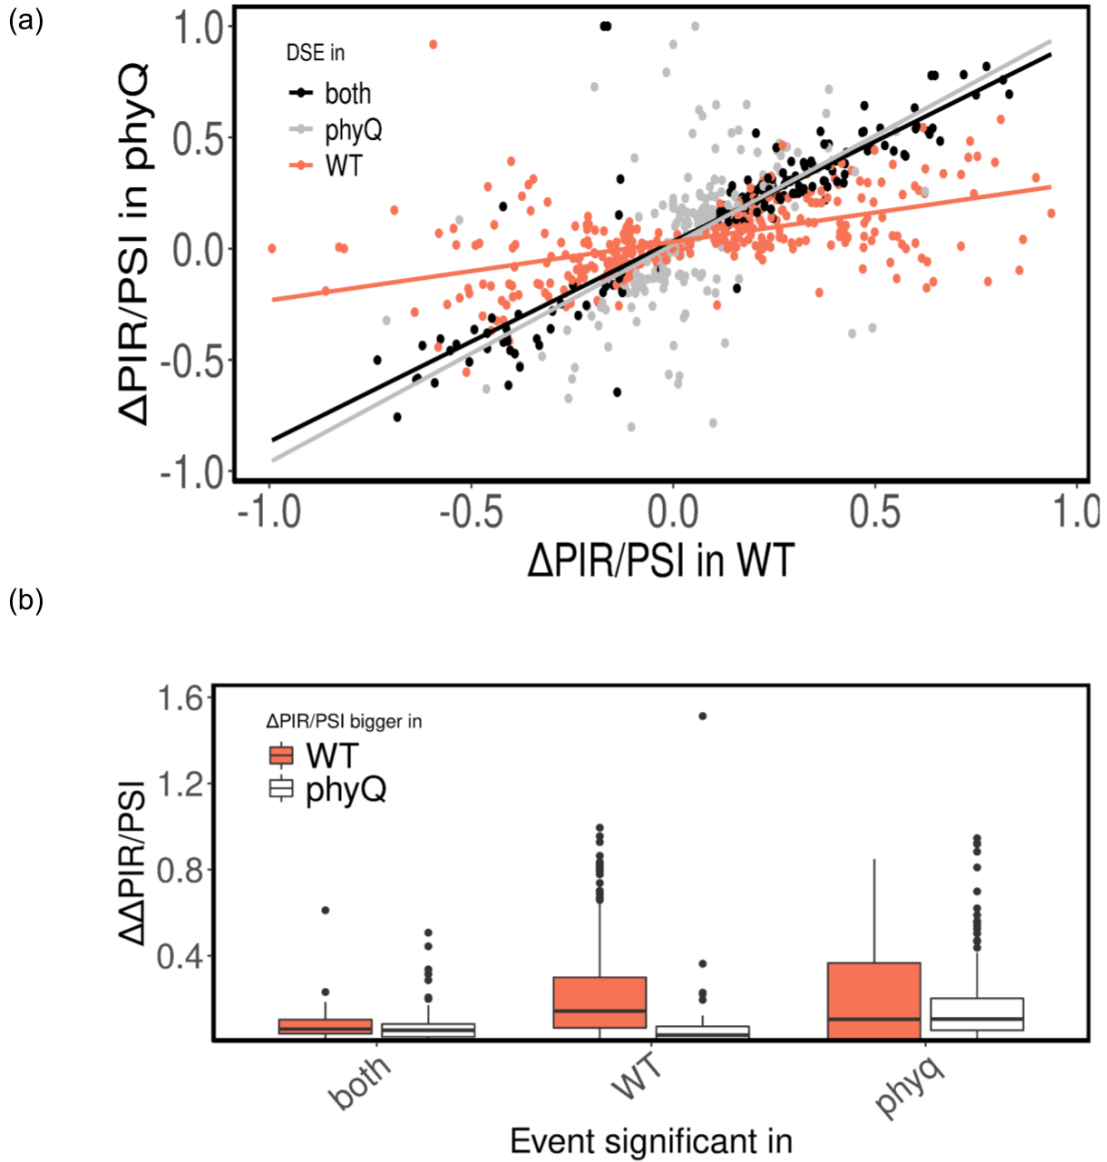 (a)
ΔPIR/PSI in phyQ
1.0
0.5
0.0
-0.5
-1.0
DSE in
both
phyQ
WT
-1.0 -0.5 0.0 0.5 1.0
ΔPIR/PSI in WT
(b)
ΔΔPIR/PSI
1.6
1.2
0.8
0.4
ΔPIR/PSI bigger in
WT
phyQ
both WT phyq
Event significant in